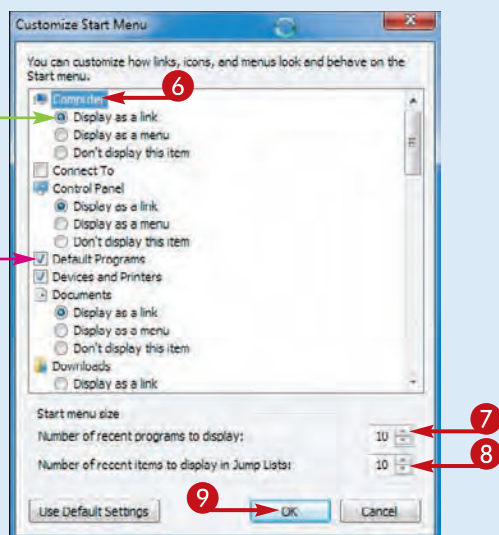 Customize Start Menu
You can customize how links, icons, and menus look and behave on the
Start menu.
Computer
6
Display as a link
Display as a menu
Don't display this item
Connect To
Control Panel
Display as a link
Display as a menu
Don't display this item
Default Programs
Devices and Printers
Documents
Display as a link
Display as a menu
Don't display this item
Downloads
Display as a link
Start menu size
Number of recent programs to display: 10
7
Number of recent items to display in Jump Lists: 10
8
9
Use Default Settings OK Cancel